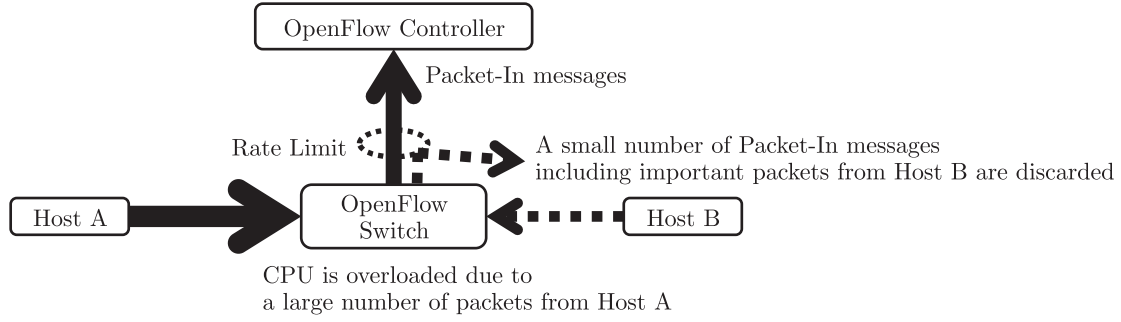 OpenFlow Controller
Packet-In messages
Rate Limit
A small number of Packet-In messages
including important packets from Host B are discarded
Host A
OpenFlow
Switch
Host B
CPU is overloaded due to
a large number of packets from Host A